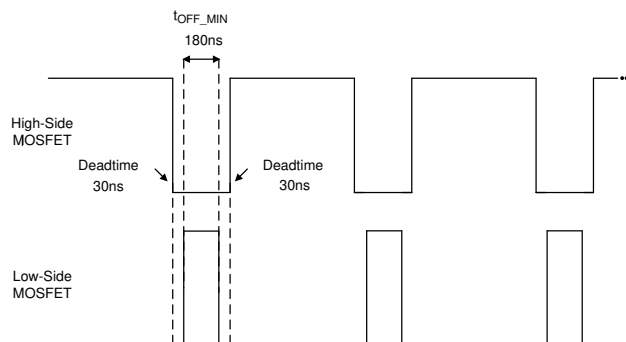 tOFF_MIN
180ns
High-Side
MOSFET
Deadtime
30ns
Deadtime
30ns
Low-Side
MOSFET